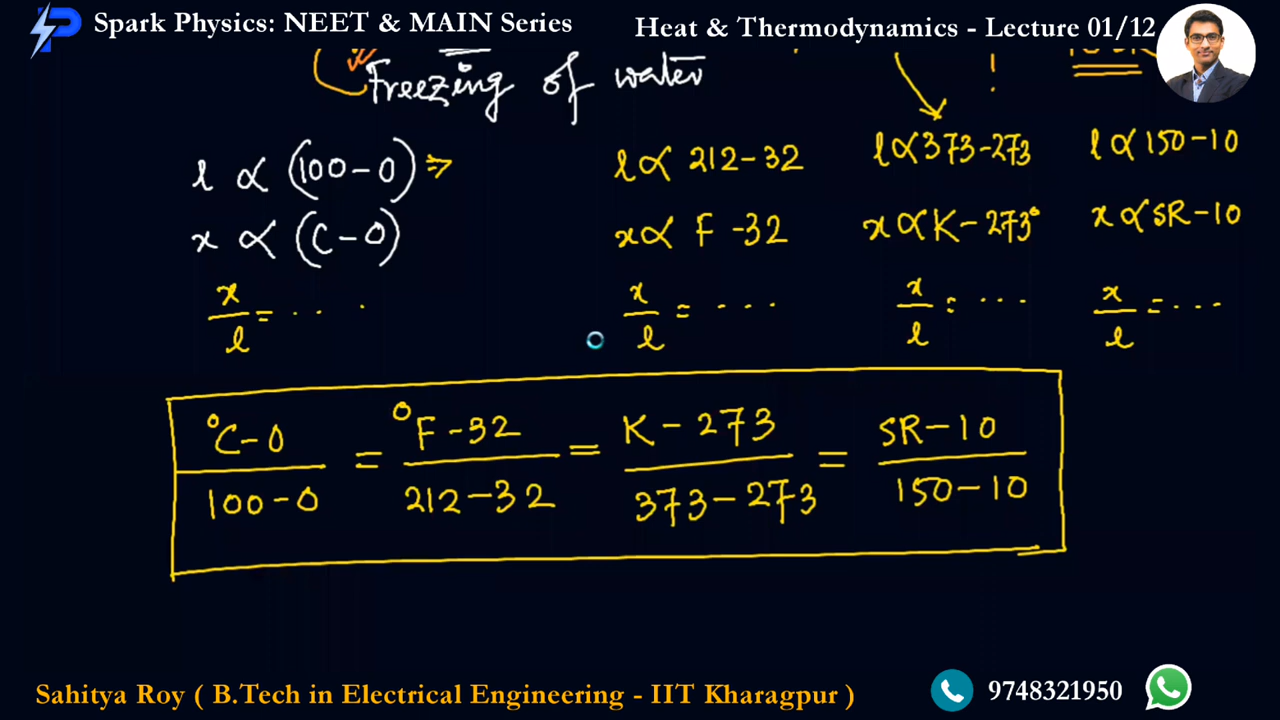 Spark Physics: NEET & MAIN Series
Heat & Thermodynamics - Lecture 01/12
Freezing of water
!
l ∝ (100-0) ⇒
l ∝ 212-32
l ∝ 373-273
l ∝ 150-10
x ∝ (C-0)
x ∝ F -32
x ∝ K - 273°
x ∝ SR-10
x/l = ....
x/l = ....
x/l = ....
x/l = ....
°C-0/100-0 = °F-32/212-32 = K-273/373-273 = SR-10/150-10
Sahitya Roy ( B.Tech in Electrical Engineering - IIT Kharagpur )
9748321950